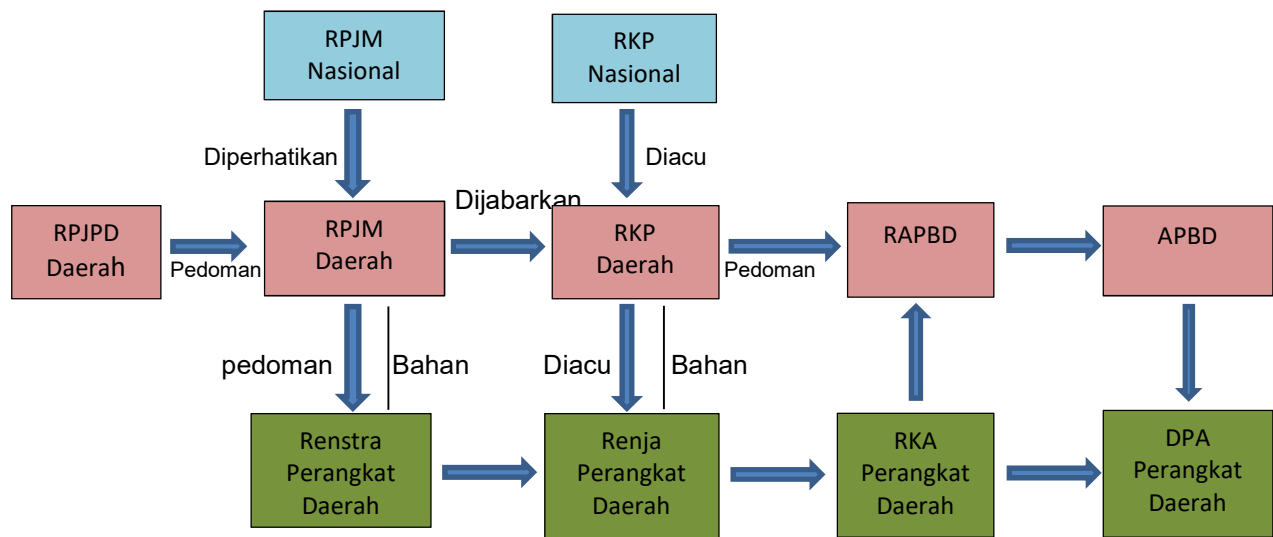 RPJM
Nasional
RKP
Nasional
Diperhatikan
Diacu
Dijabarkan
RPJPD
Daerah
Pedoman
RPJM
Daerah
RKP
Daerah
Pedoman
RAPBD
APBD
pedoman
Bahan
Diacu
Bahan
Renstra
Perangkat
Daerah
Renja
Perangkat
Daerah
RKA
Perangkat
Daerah
DPA
Perangkat
Daerah